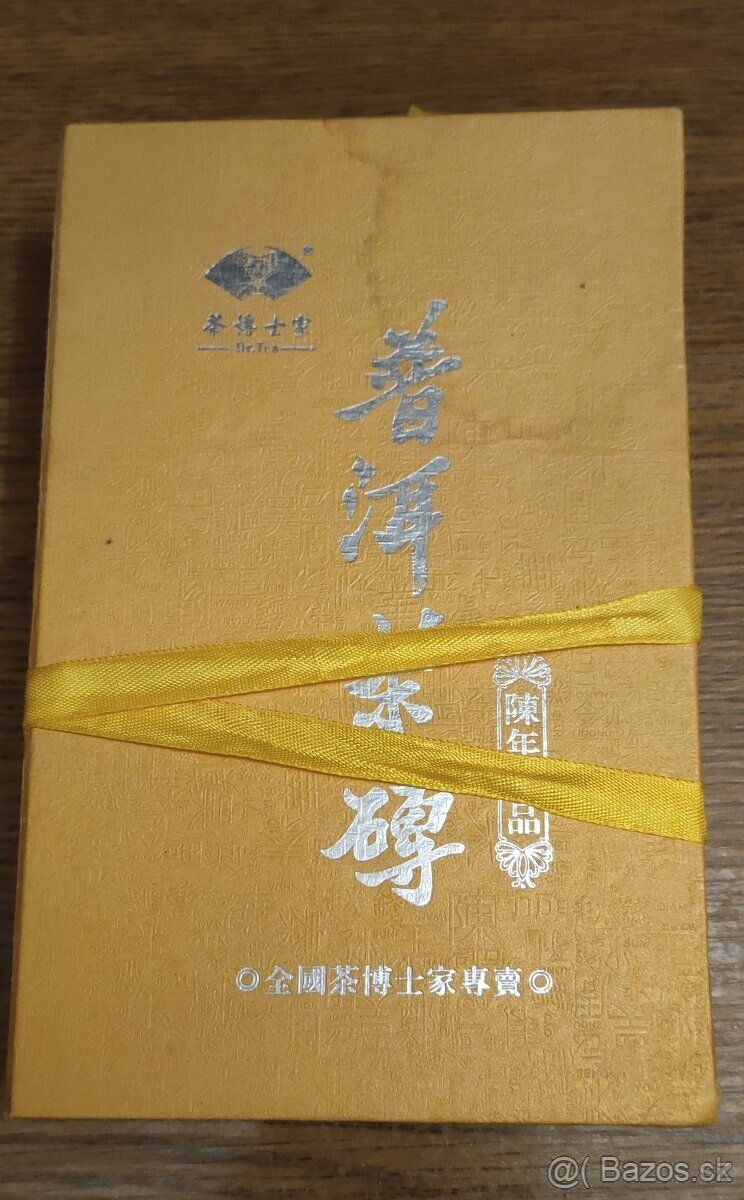 茶博士家
Dr.Tea
普洱茶磚
陳年
品
全國茶博士家專賣
@( Bazos.sk